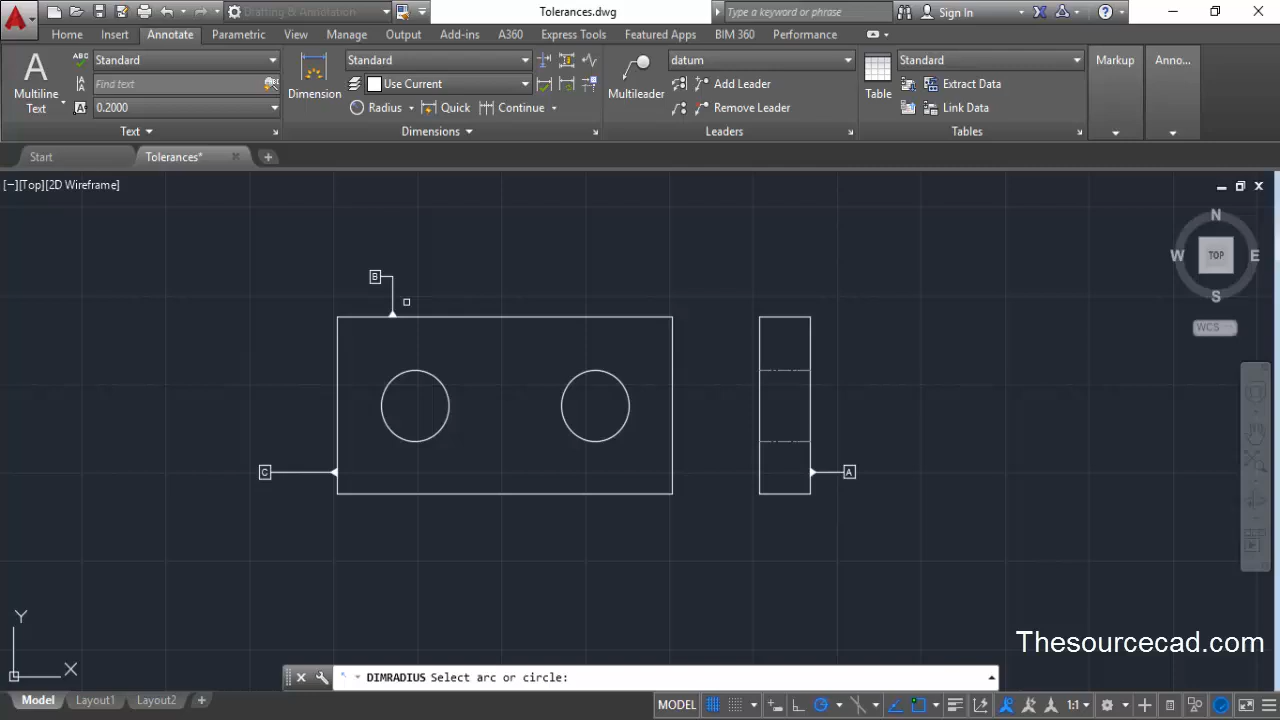 Drafting & Annotation
Tolerances.dwg
Type a keyword or phrase
Sign In
Home Insert Annotate Parametric View Manage Output Add-ins A360 Express Tools Featured Apps BIM 360 Performance
A
Multiline
Text
ABC
Standard
Find text
0.2000
Text
Dimension
Standard
Use Current
Radius
Quick
Continue
Dimensions
Multileader
datum
Add Leader
Remove Leader
Leaders
Table
Standard
Extract Data
Link Data
Tables
Markup
Anno...
Start
Tolerances*
[−][Top][2D Wireframe]
N
W
TOP
E
S
WCS
B
C
A
Y
X
Thesourcecad.com
DIMRADIUS Select arc or circle:
Model Layout1 Layout2
MODEL
1:1